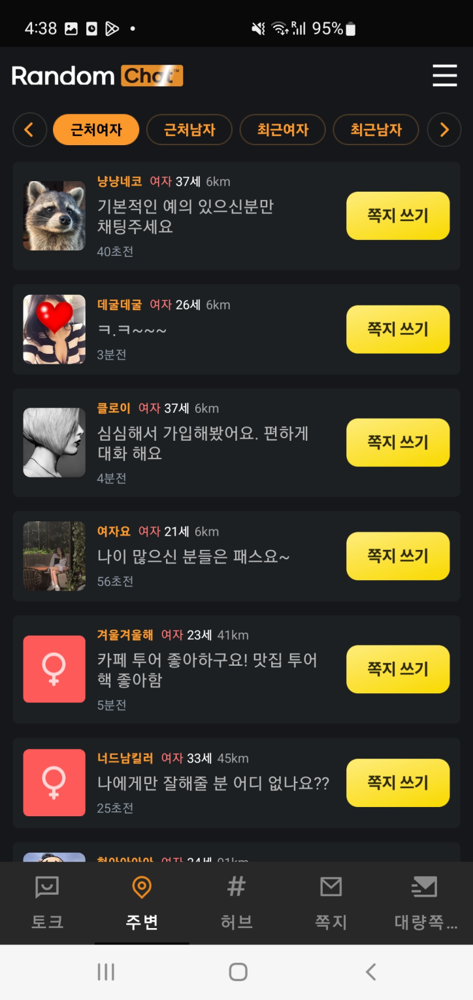 4:38 95%
Random Chat™
근처여자 근처남자 최근여자 최근남자
냥냥네코 여자 37세 6km
기본적인 예의 있으신분만
채팅주세요
40초전
쪽지 쓰기
데굴데굴 여자 26세 6km
ㅋ.ㅋ~~~
3분전
쪽지 쓰기
클로이 여자 37세 6km
심심해서 가입해봤어요. 편하게
대화 해요
4분전
쪽지 쓰기
여자요 여자 21세 6km
나이 많으신 분들은 패스요~
56초전
쪽지 쓰기
겨울겨울해 여자 23세 41km
카페 투어 좋아하구요! 맛집 투어
핵 좋아함
5분전
쪽지 쓰기
너드남킬러 여자 33세 45km
나에게만 잘해줄 분 어디 없나요??
25초전
쪽지 쓰기
토크 주변 허브 쪽지 대량쪽...